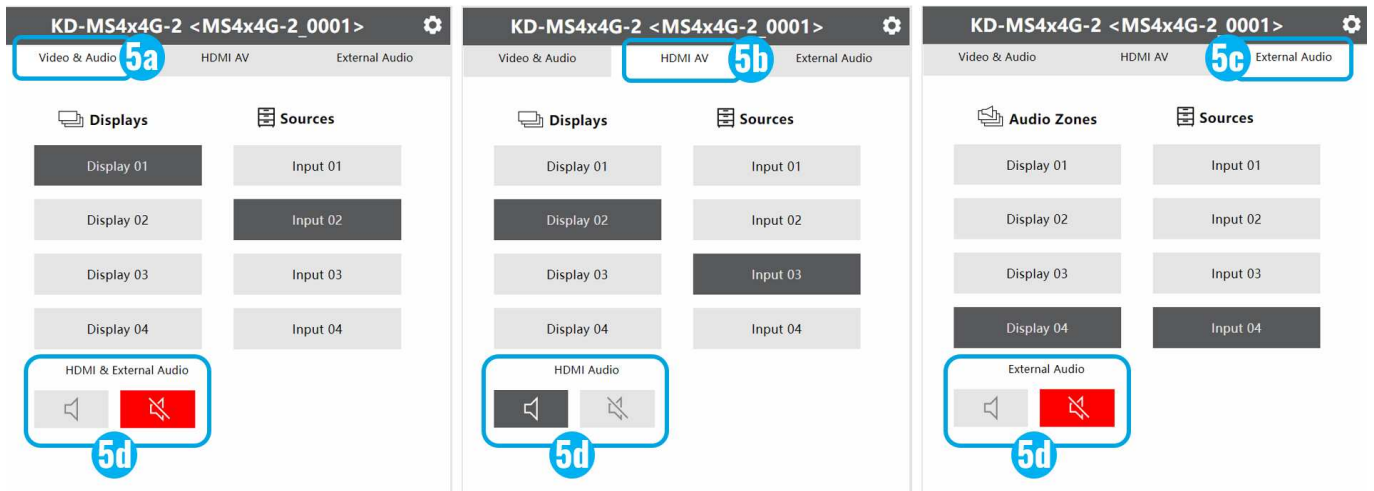 KD-MS4x4G-2 <MS4x4G-2_0001>
Video & Audio 5a HDMI AV External Audio
Displays Sources
Display 01 Input 01
Display 02 Input 02
Display 03 Input 03
Display 04 Input 04
HDMI & External Audio
5d
KD-MS4x4G-2 <MS4x4G-2_0001>
Video & Audio HDMI AV 5b External Audio
Displays Sources
Display 01 Input 01
Display 02 Input 02
Display 03 Input 03
Display 04 Input 04
HDMI Audio
5d
KD-MS4x4G-2 <MS4x4G-2_0001>
Video & Audio HDMI AV 5c External Audio
Audio Zones Sources
Display 01 Input 01
Display 02 Input 02
Display 03 Input 03
Display 04 Input 04
External Audio
5d